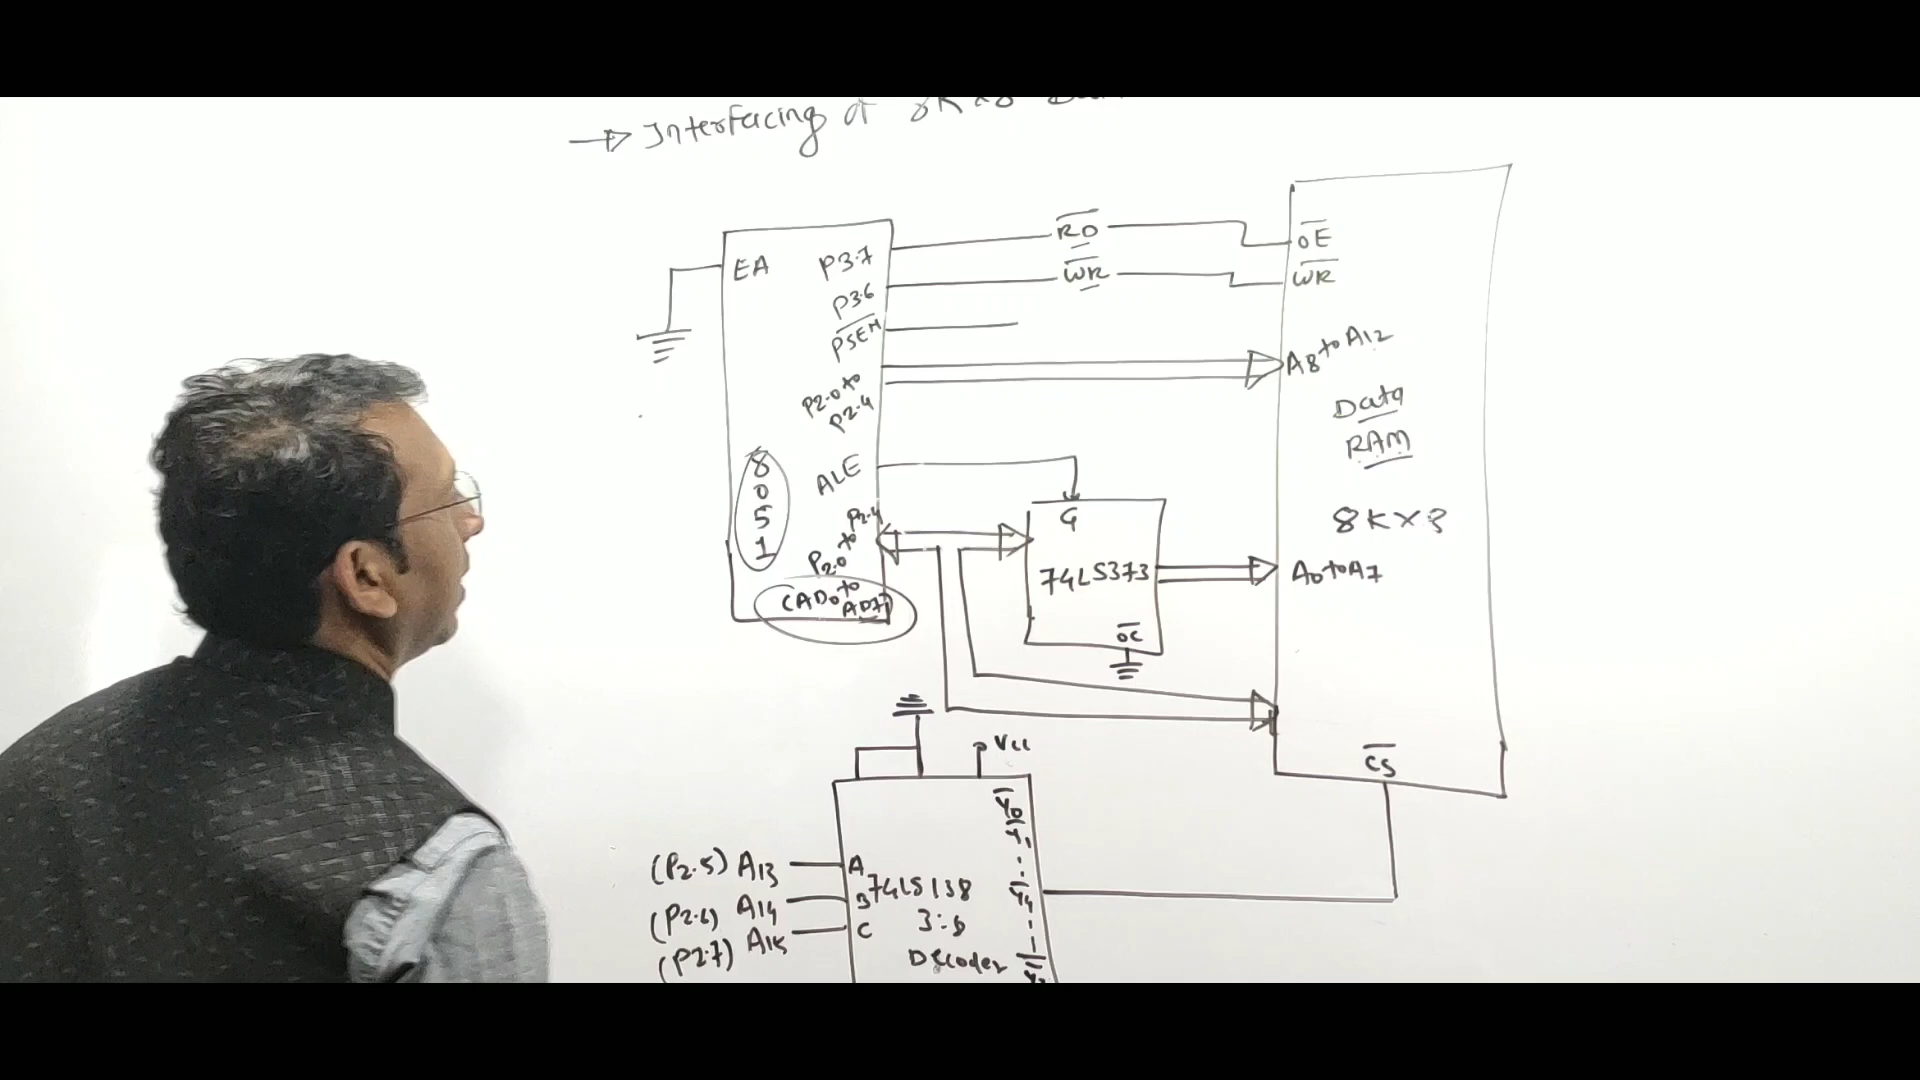 → Interfacing of 8K×8
EA
P3.7
P3.6
PSEN
P2.0 to
P2.4
8051
ALE
P2.0 to P2.4
(AD0 to
AD7)
RD
WR
OE
WR
A8 to A12
Data
RAM
8K×8
A0 to A7
CS
G
74LS373
OC
Vcc
(P2.5) A13
(P2.6) A14
(P2.7) A15
A
B
C
74LS138
3:8
Decoder
Y0
Y1
Y4